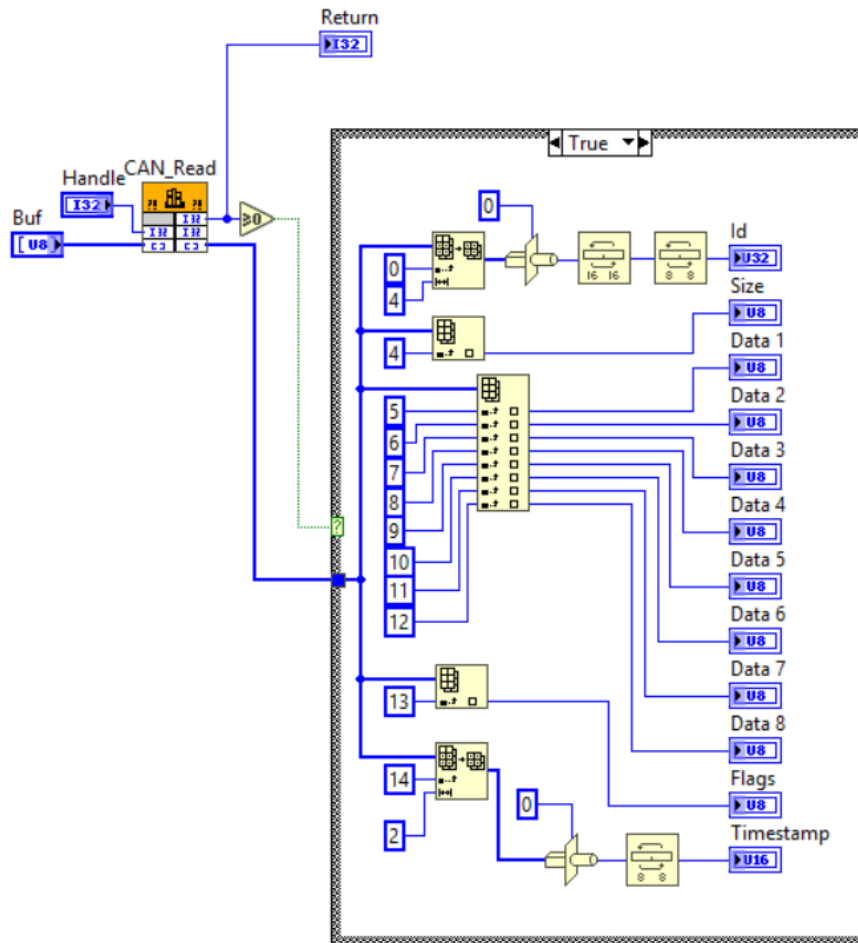 Return
I32
CAN_Read
Handle
I32
Buf
[U8]
?! ?!
I32
I32 I32
[ ] [ ]
≥0
True
?
0
0
4
16 16
8 8
Id
U32
4
Size
U8
5
6
7
8
9
10
11
12
Data 1
U8
Data 2
U8
Data 3
U8
Data 4
U8
Data 5
U8
Data 6
U8
Data 7
U8
Data 8
U8
13
Flags
U8
14
2
0
8 8
Timestamp
U16